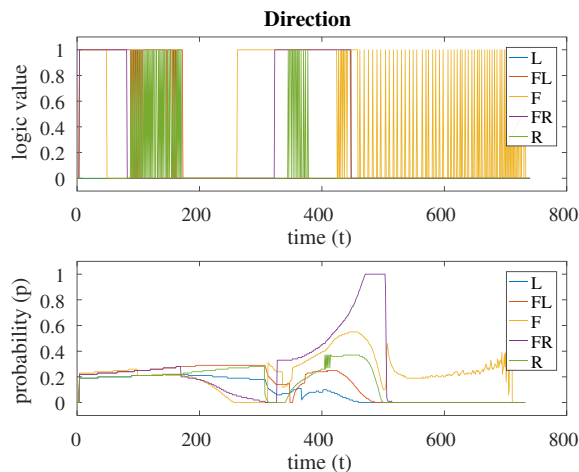 Direction
logic value
1
0.8
0.6
0.4
0.2
0
0 200 400 600 800
time (t)
L
FL
F
FR
R
probability (p)
1
0.8
0.6
0.4
0.2
0
0 200 400 600 800
time (t)
L
FL
F
FR
R